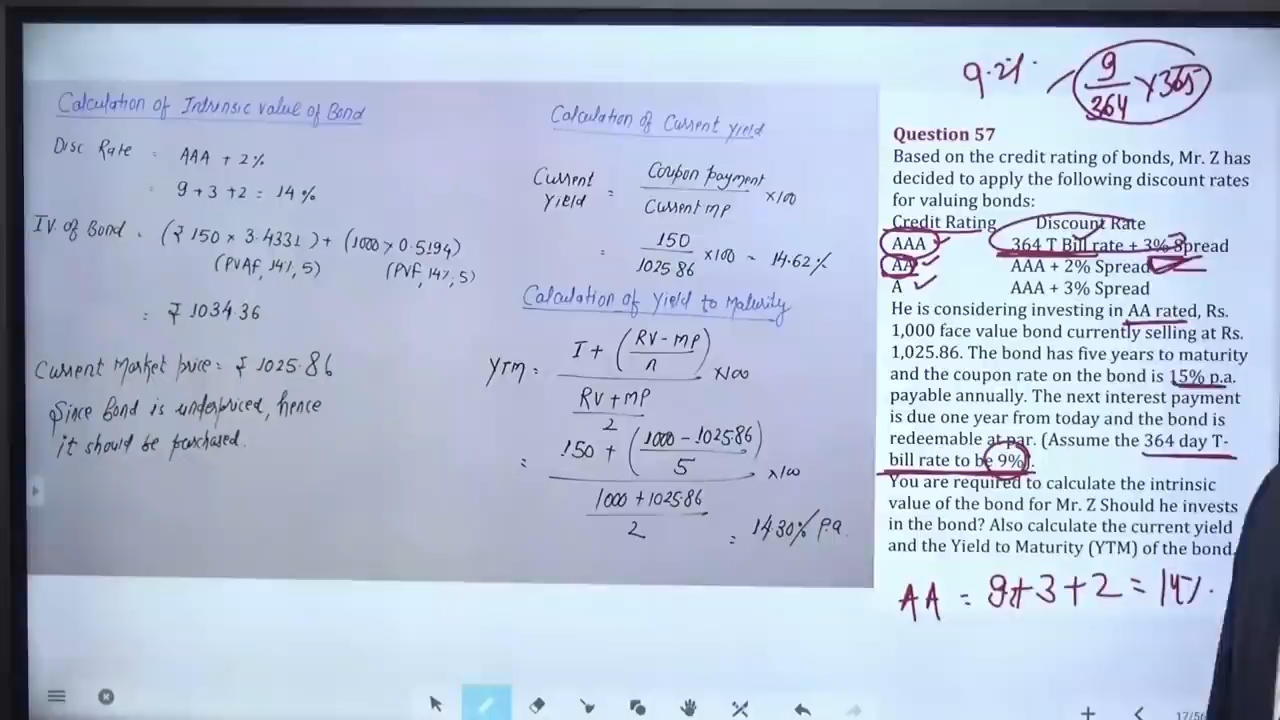 Calculation of Intrensic value of Bond
Disc Rate = AAA + 2%
= 9+3+2 = 14%
I.V. of Bond = (₹150 × 3.4331) + (1000 × 0.5194)
(PVAf, 14%, 5) (PVF, 14%, 5)
= ₹1034.36
Current Market price = ₹1025.86
Since Bond is underpriced, hence
it should be purchased.
Calculation of Current yield
Current yield = Coupon payment / Current MP ×100
= 150 / 1025.86 ×100 = 14.62%
Calculation of Yield to Maturity
YTM = I + (RV - MP / n) / RV + MP / 2 ×100
= 150 + (1000 - 1025.86 / 5) / 1000 + 1025.86 / 2 ×100
= 14.30% P.a.
9.2%. 9/364 × 365
Question 57
Based on the credit rating of bonds, Mr. Z has
decided to apply the following discount rates
for valuing bonds:
Credit Rating Discount Rate
AAA 364 T Bill rate + 3% Spread
AA AAA + 2% Spread
A AAA + 3% Spread
He is considering investing in AA rated, Rs.
1,000 face value bond currently selling at Rs.
1,025.86. The bond has five years to maturity
and the coupon rate on the bond is 15% p.a.
payable annually. The next interest payment
is due one year from today and the bond is
redeemable at par. (Assume the 364 day T-
bill rate to be 9%).
You are required to calculate the intrinsic
value of the bond for Mr. Z Should he invests
in the bond? Also calculate the current yield
and the Yield to Maturity (YTM) of the bond.
AA = 9+3+2 = 14%.
17/56